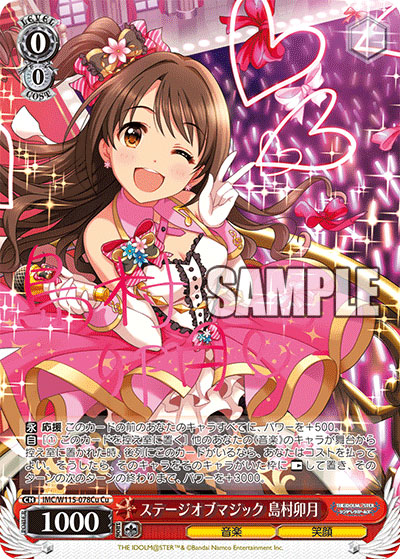 LEVEL
0
0
COST
SAMPLE
永 応援 このカードの前のあなたのキャラすべてに、パワーを+500。
自 [① このカードを控え室に置く] 他のあなたの《音楽》のキャラが舞台から
控え室に置かれた時、後列にこのカードがいるなら、あなたはコストを払ってよ
い。そうしたら、そのキャラをそのキャラがいた枠に レストして置き、そ
のターンの次のターンの終わりまで、パワーを+3000。
CH IMC/W115-078Cu Cu
1000
ステージオブマジック 島村卯月
音楽
笑顔
THE IDOLM@STER™& ©Bandai Namco Entertainment Inc.